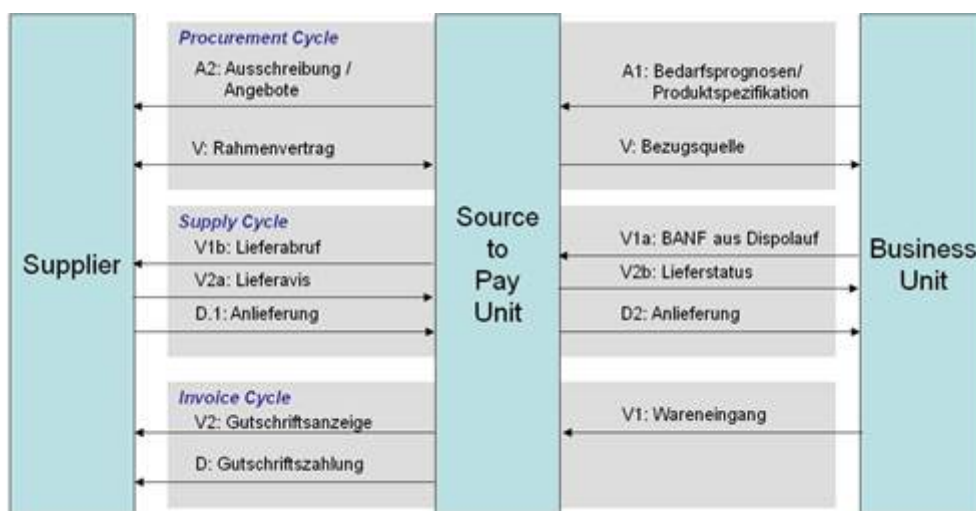 Procurement Cycle
A2: Ausschreibung /
Angebote
A1: Bedarfsprognosen/
Produktspezifikation
V: Rahmenvertrag
V: Bezugsquelle
Supplier
Source
to
Pay
Unit
Business
Unit
Supply Cycle
V1b: Lieferabruf
V1a: BANF aus Dispolauf
V2a: Lieferavis
V2b: Lieferstatus
D.1: Anlieferung
D2: Anlieferung
Invoice Cycle
V2: Gutschriftsanzeige
V1: Wareneingang
D: Gutschriftszahlung